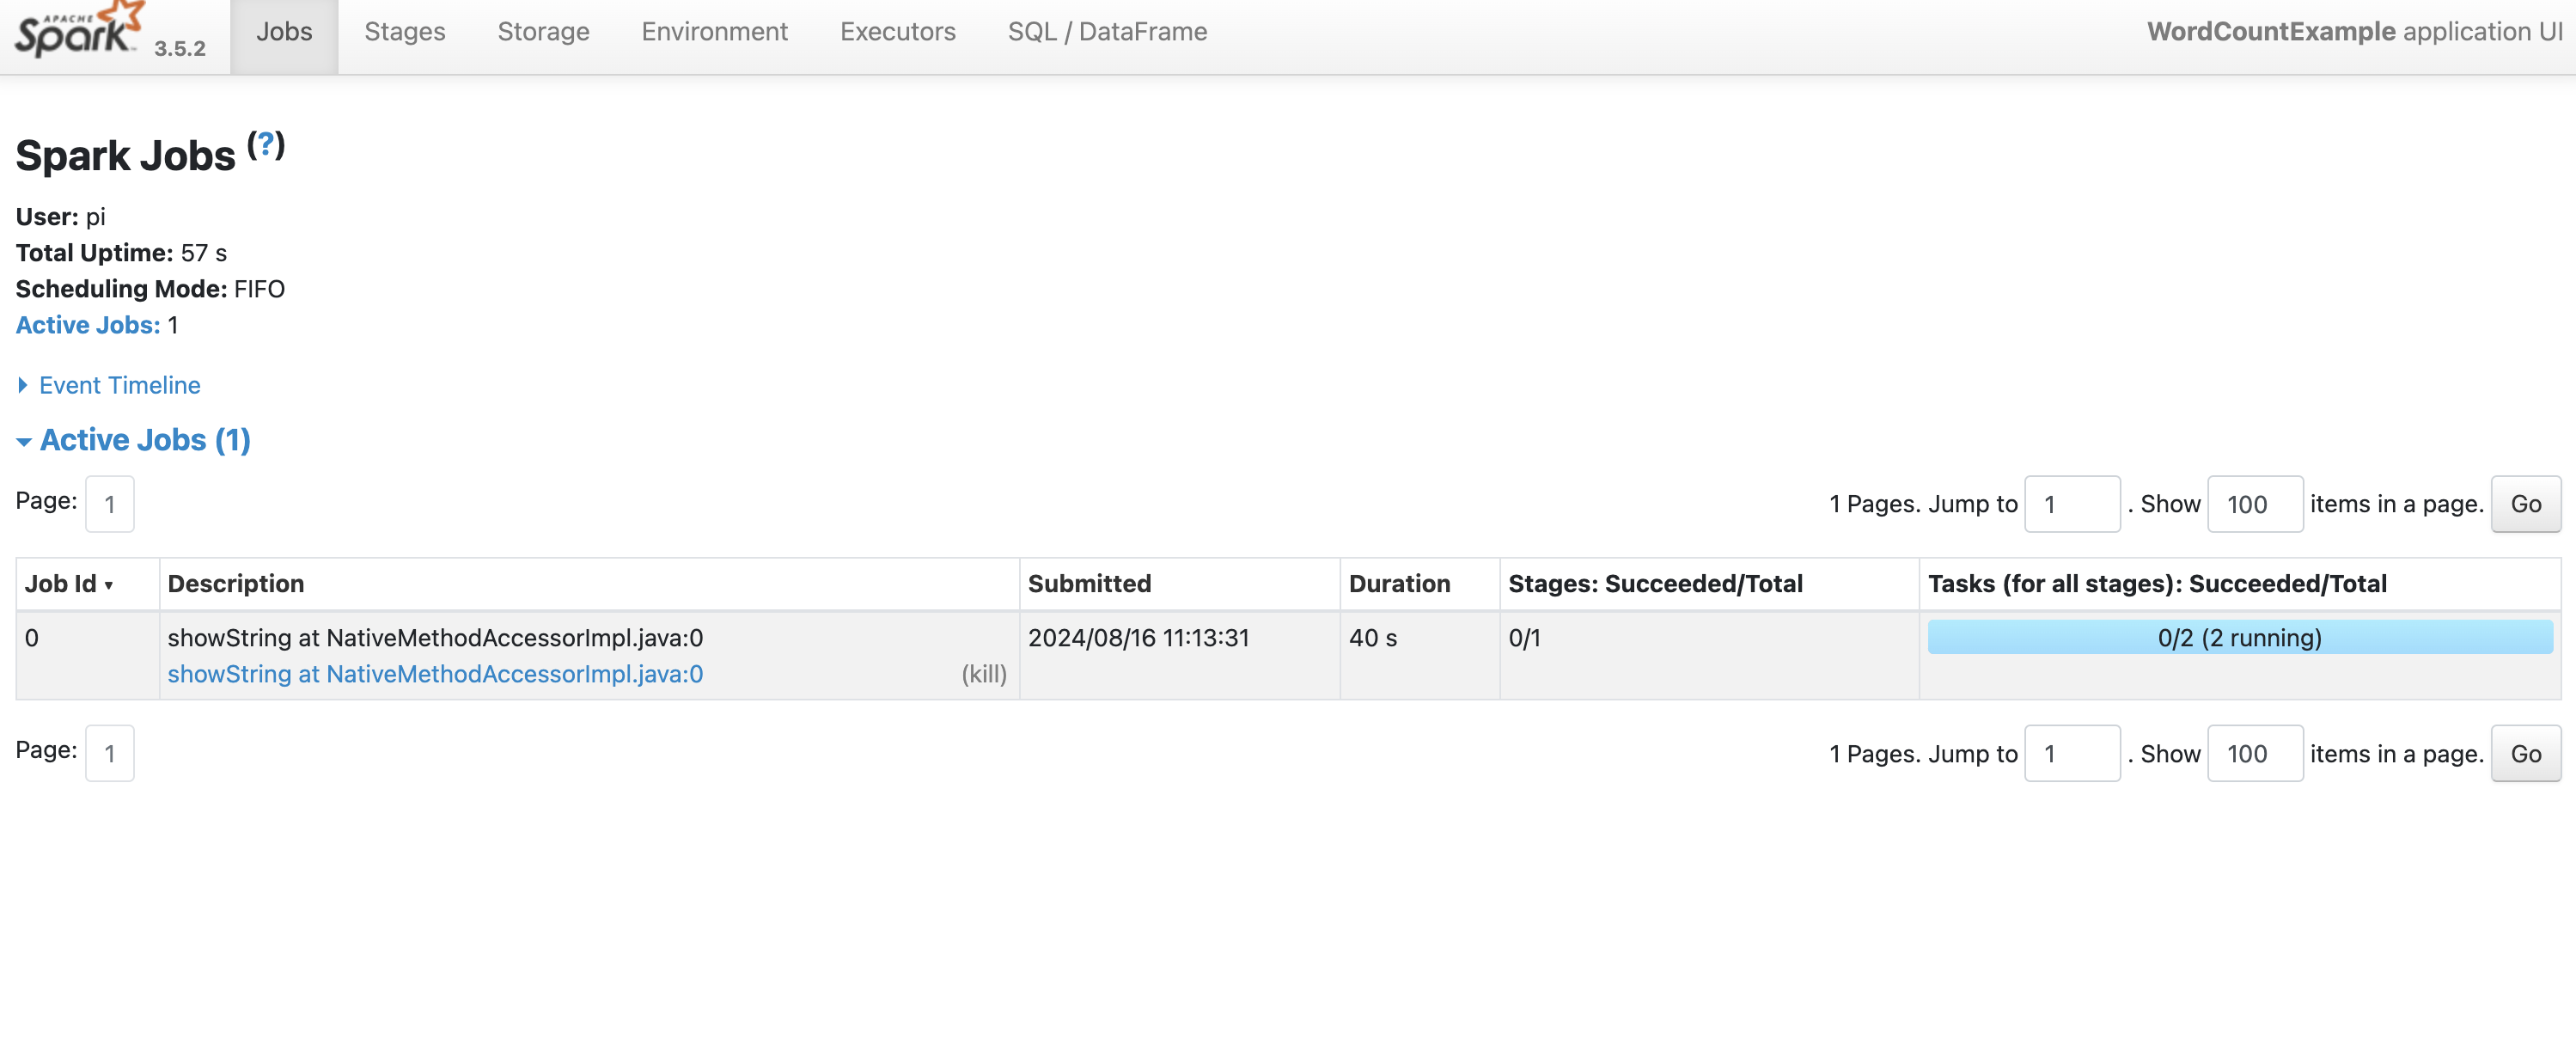 APACHE
Spark 3.5.2 Jobs Stages Storage Environment Executors SQL / DataFrame WordCountExample application UI
Spark Jobs (?)
User: pi
Total Uptime: 57 s
Scheduling Mode: FIFO
Active Jobs: 1
Event Timeline
Active Jobs (1)
Page: 1 1 Pages. Jump to 1 . Show 100 items in a page. Go
Job Id ▾ Description Submitted Duration Stages: Succeeded/Total Tasks (for all stages): Succeeded/Total
0 showString at NativeMethodAccessorImpl.java:0 2024/08/16 11:13:31 40 s 0/1 0/2 (2 running)
showString at NativeMethodAccessorImpl.java:0 (kill)
Page: 1 1 Pages. Jump to 1 . Show 100 items in a page. Go